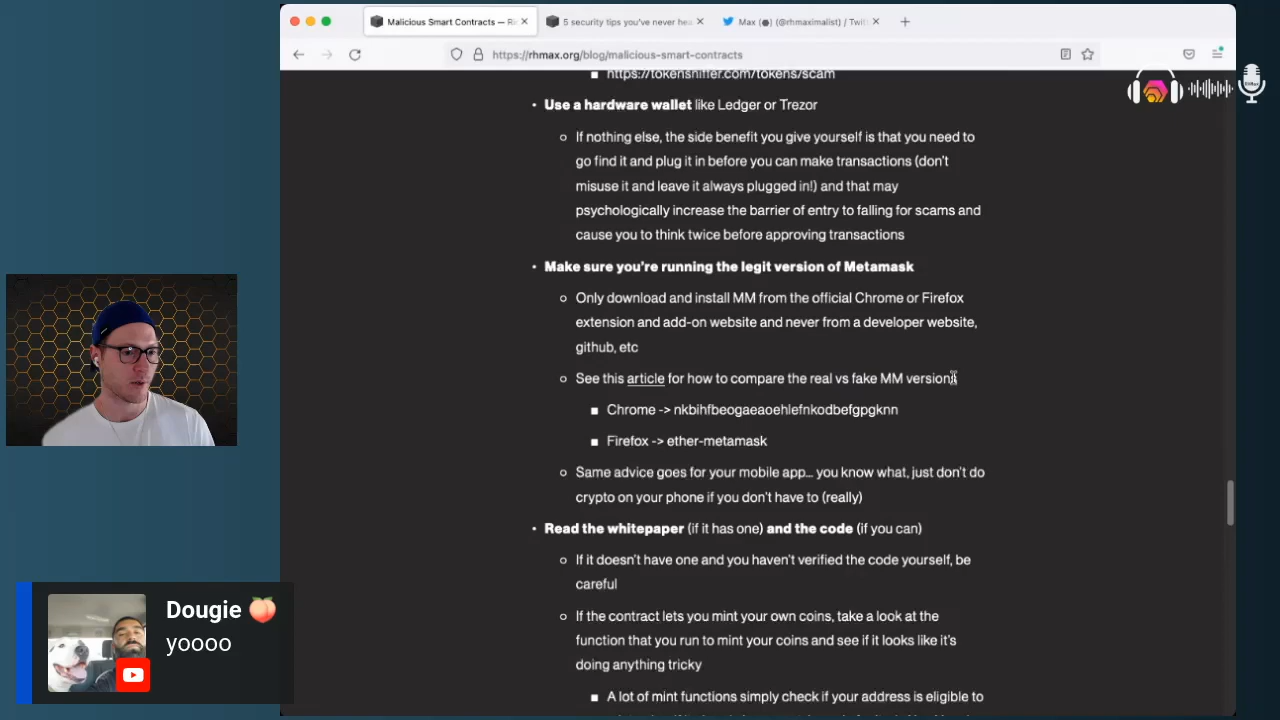 Malicious Smart Contracts — Ri
5 security tips you've never hea
Max (⬣) (@rhmaximalist) / Twit
https://rhmax.org/blog/malicious-smart-contracts
https://tokensniffer.com/tokens/scam
Use a hardware wallet like Ledger or Trezor
If nothing else, the side benefit you give yourself is that you need to
go find it and plug it in before you can make transactions (don't
misuse it and leave it always plugged in!) and that may
psychologically increase the barrier of entry to falling for scams and
cause you to think twice before approving transactions
Make sure you're running the legit version of Metamask
Only download and install MM from the official Chrome or Firefox
extension and add-on website and never from a developer website,
github, etc
See this article for how to compare the real vs fake MM version
Chrome -> nkbihfbeogaeaoehlefnkodbefgpgknn
Firefox -> ether-metamask
Same advice goes for your mobile app... you know what, just don't do
crypto on your phone if you don't have to (really)
Read the whitepaper (if it has one) and the code (if you can)
If it doesn't have one and you haven't verified the code yourself, be
careful
If the contract lets you mint your own coins, take a look at the
function that you run to mint your coins and see if it looks like it's
doing anything tricky
A lot of mint functions simply check if your address is eligible to
Dougie 🍑
yoooo